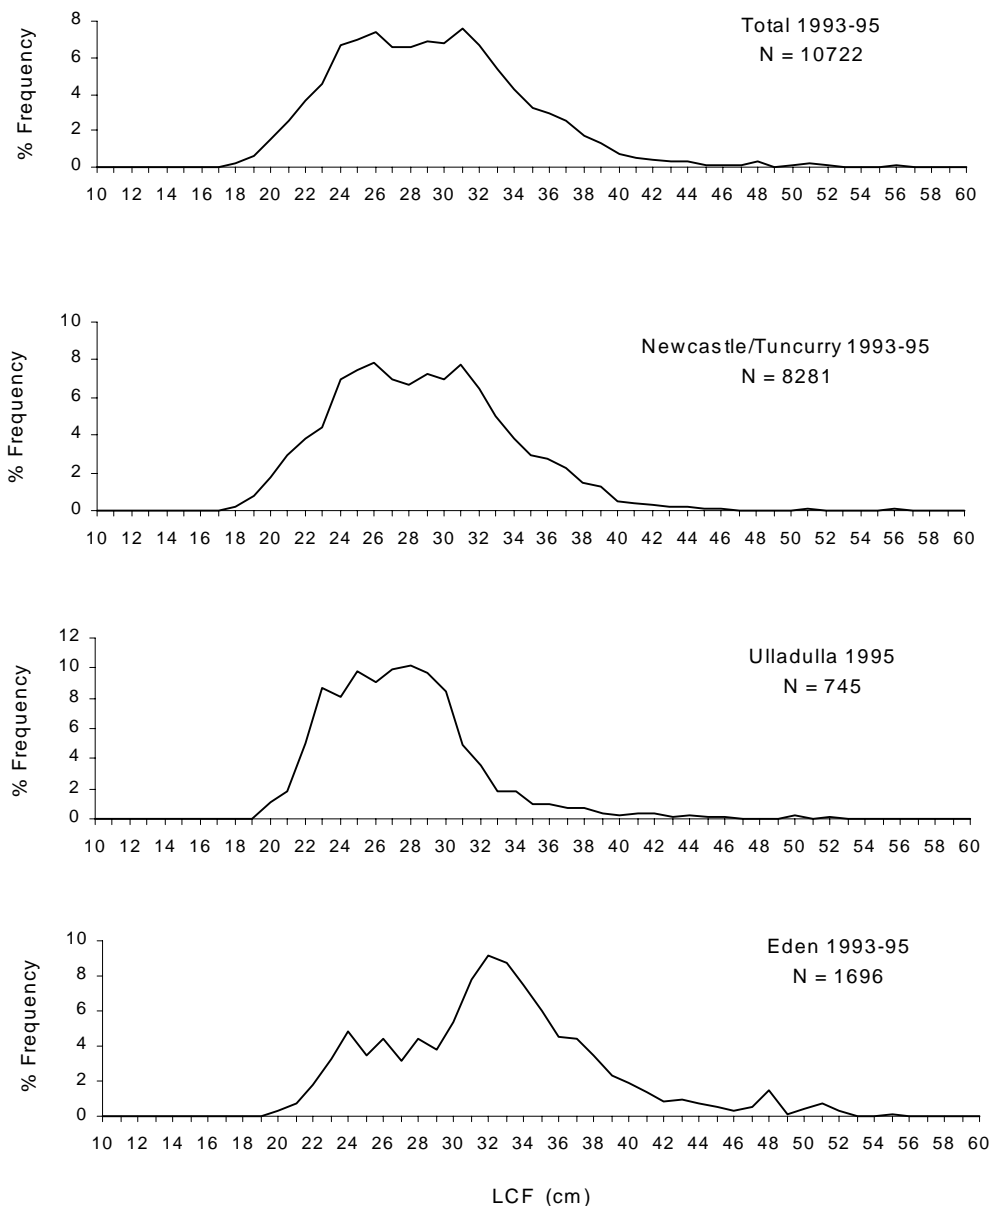 Total 1993-95
N = 10722
% Frequency
8
6
4
2
0
10 12 14 16 18 20 22 24 26 28 30 32 34 36 38 40 42 44 46 48 50 52 54 56 58 60
Newcastle/Tuncurry 1993-95
N = 8281
% Frequency
10
8
6
4
2
0
10 12 14 16 18 20 22 24 26 28 30 32 34 36 38 40 42 44 46 48 50 52 54 56 58 60
Ulladulla 1995
N = 745
% Frequency
12
10
8
6
4
2
0
10 12 14 16 18 20 22 24 26 28 30 32 34 36 38 40 42 44 46 48 50 52 54 56 58 60
Eden 1993-95
N = 1696
% Frequency
10
8
6
4
2
0
10 12 14 16 18 20 22 24 26 28 30 32 34 36 38 40 42 44 46 48 50 52 54 56 58 60
LCF (cm)